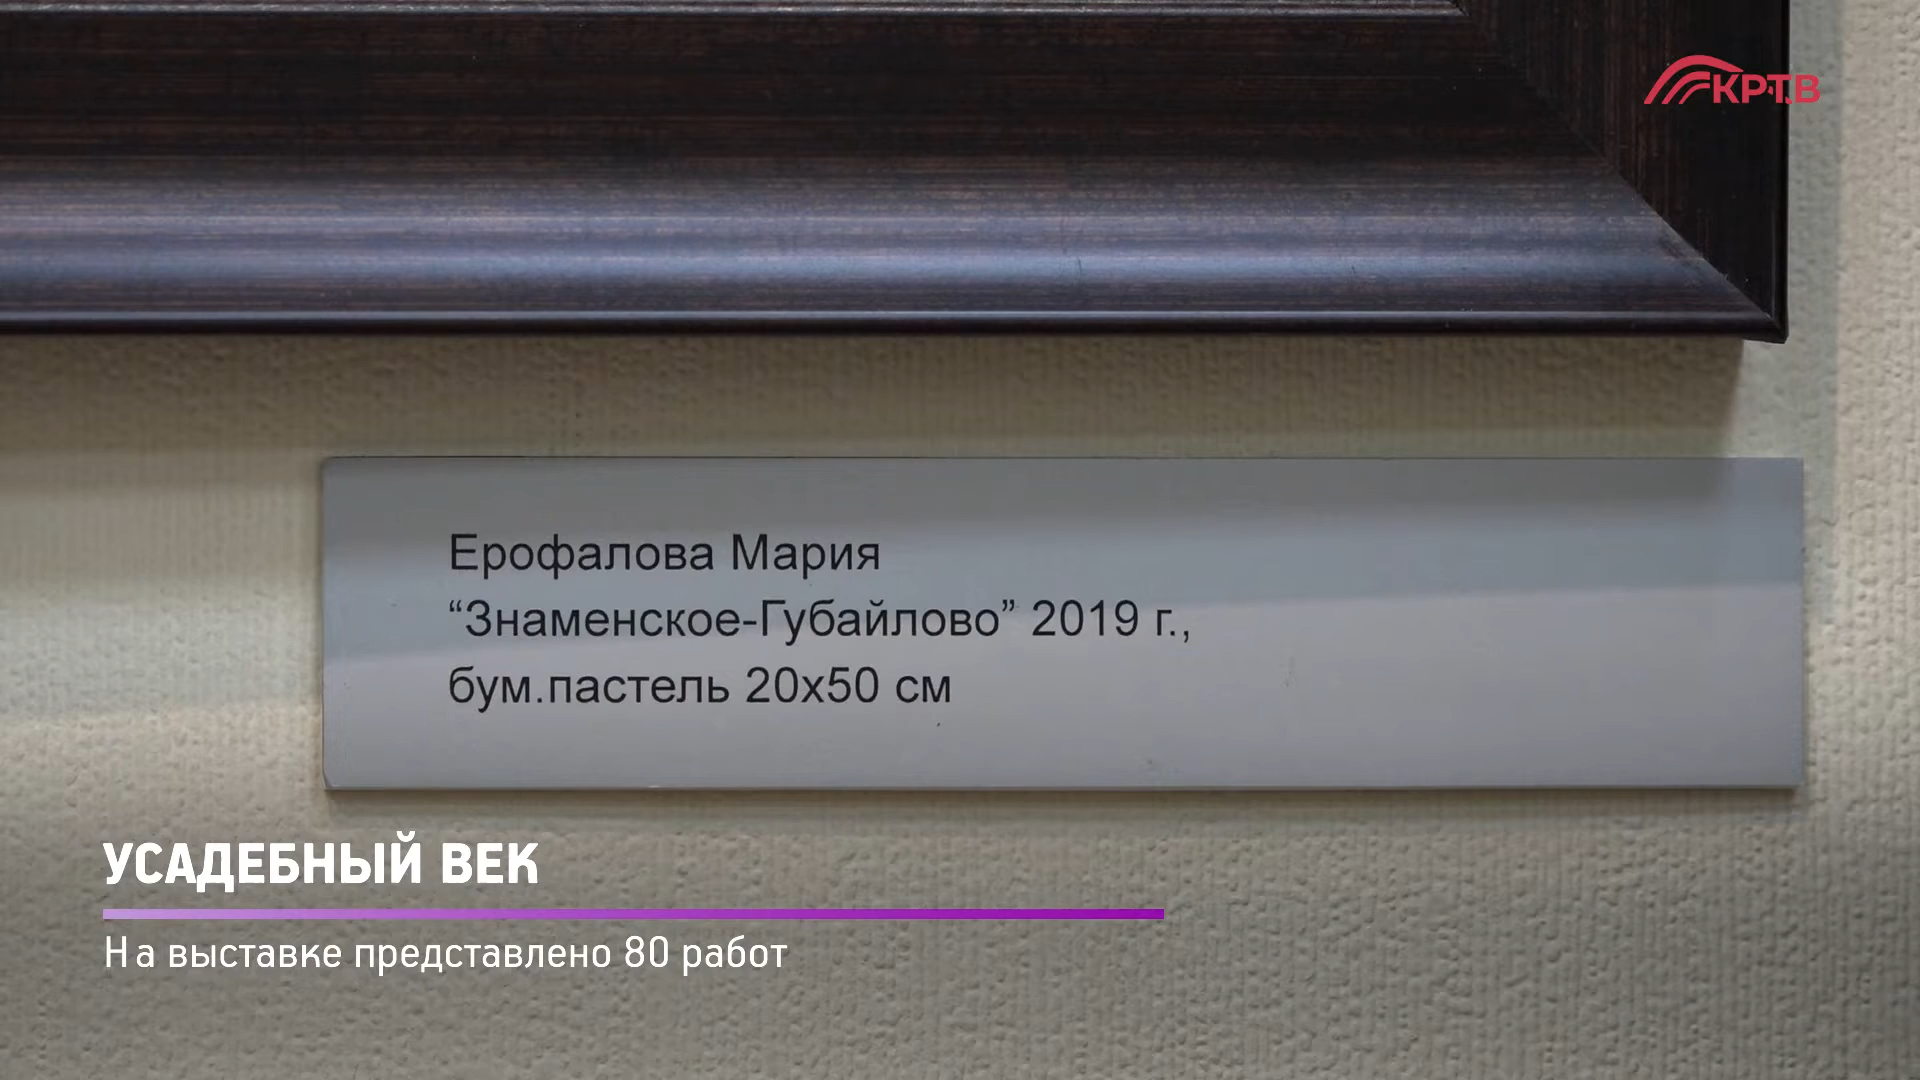 КРТВ
Ерофалова Мария
“Знаменское-Губайлово” 2019 г.,
бум.пастель 20х50 см
УСАДЕБНЫЙ ВЕК
На выставке представлено 80 работ